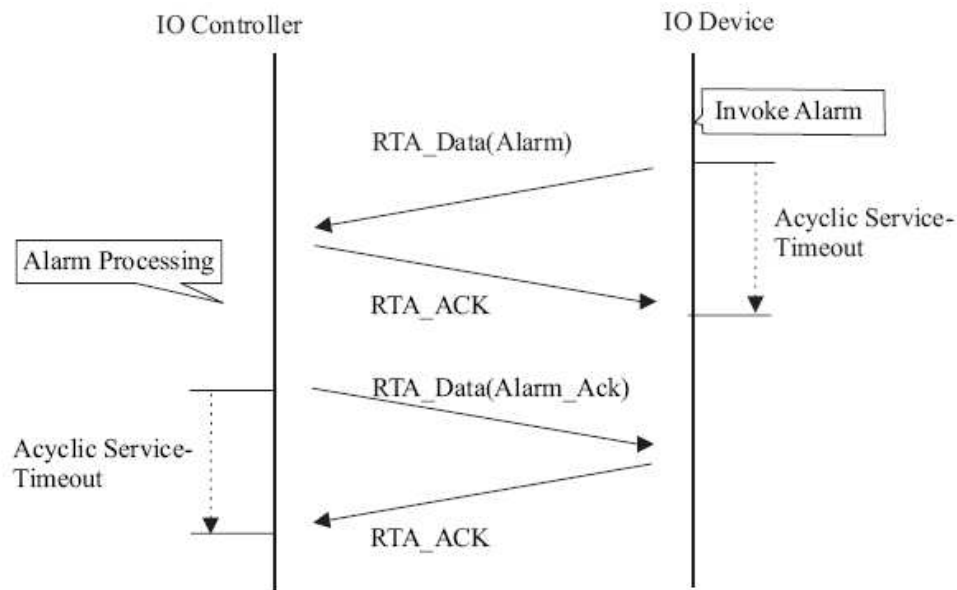 IO Controller
IO Device
Invoke Alarm
RTA_Data(Alarm)
Acyclic Service-
Timeout
Alarm Processing
RTA_ACK
RTA_Data(Alarm_Ack)
Acyclic Service-
Timeout
RTA_ACK